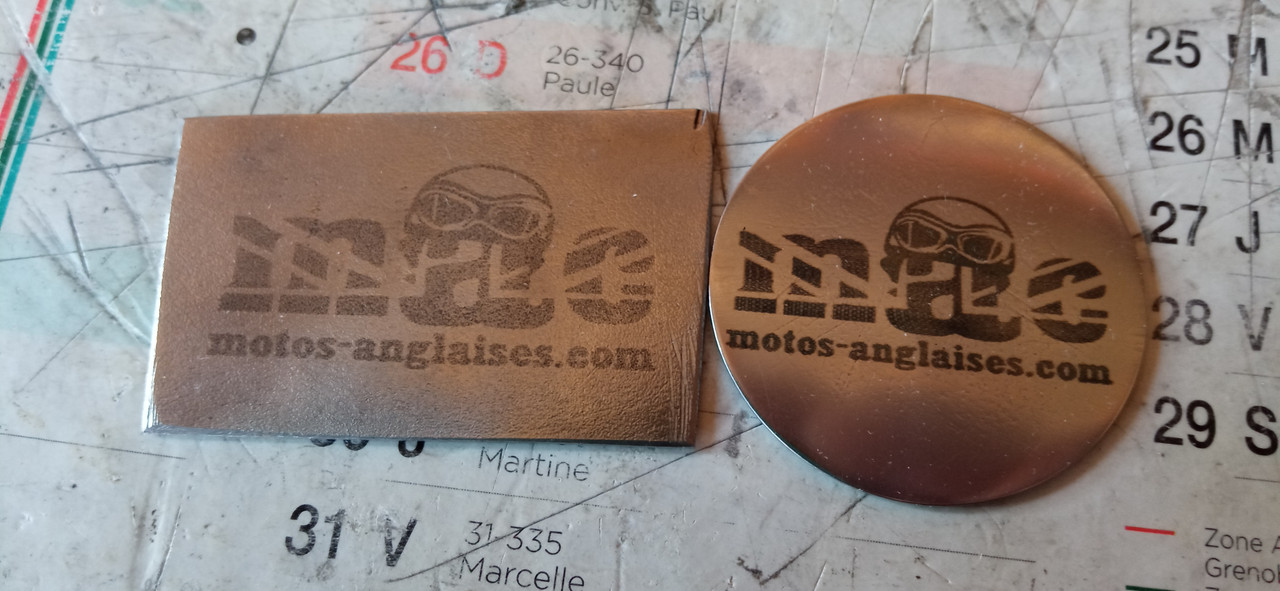 26 D
26-340
Paule
25 M
26 M
27 J
28 V
29 S
mac
motos-anglaises.com
mac
motos-anglaises.com
Martine
31 V
31 335
Marcelle
Zone A